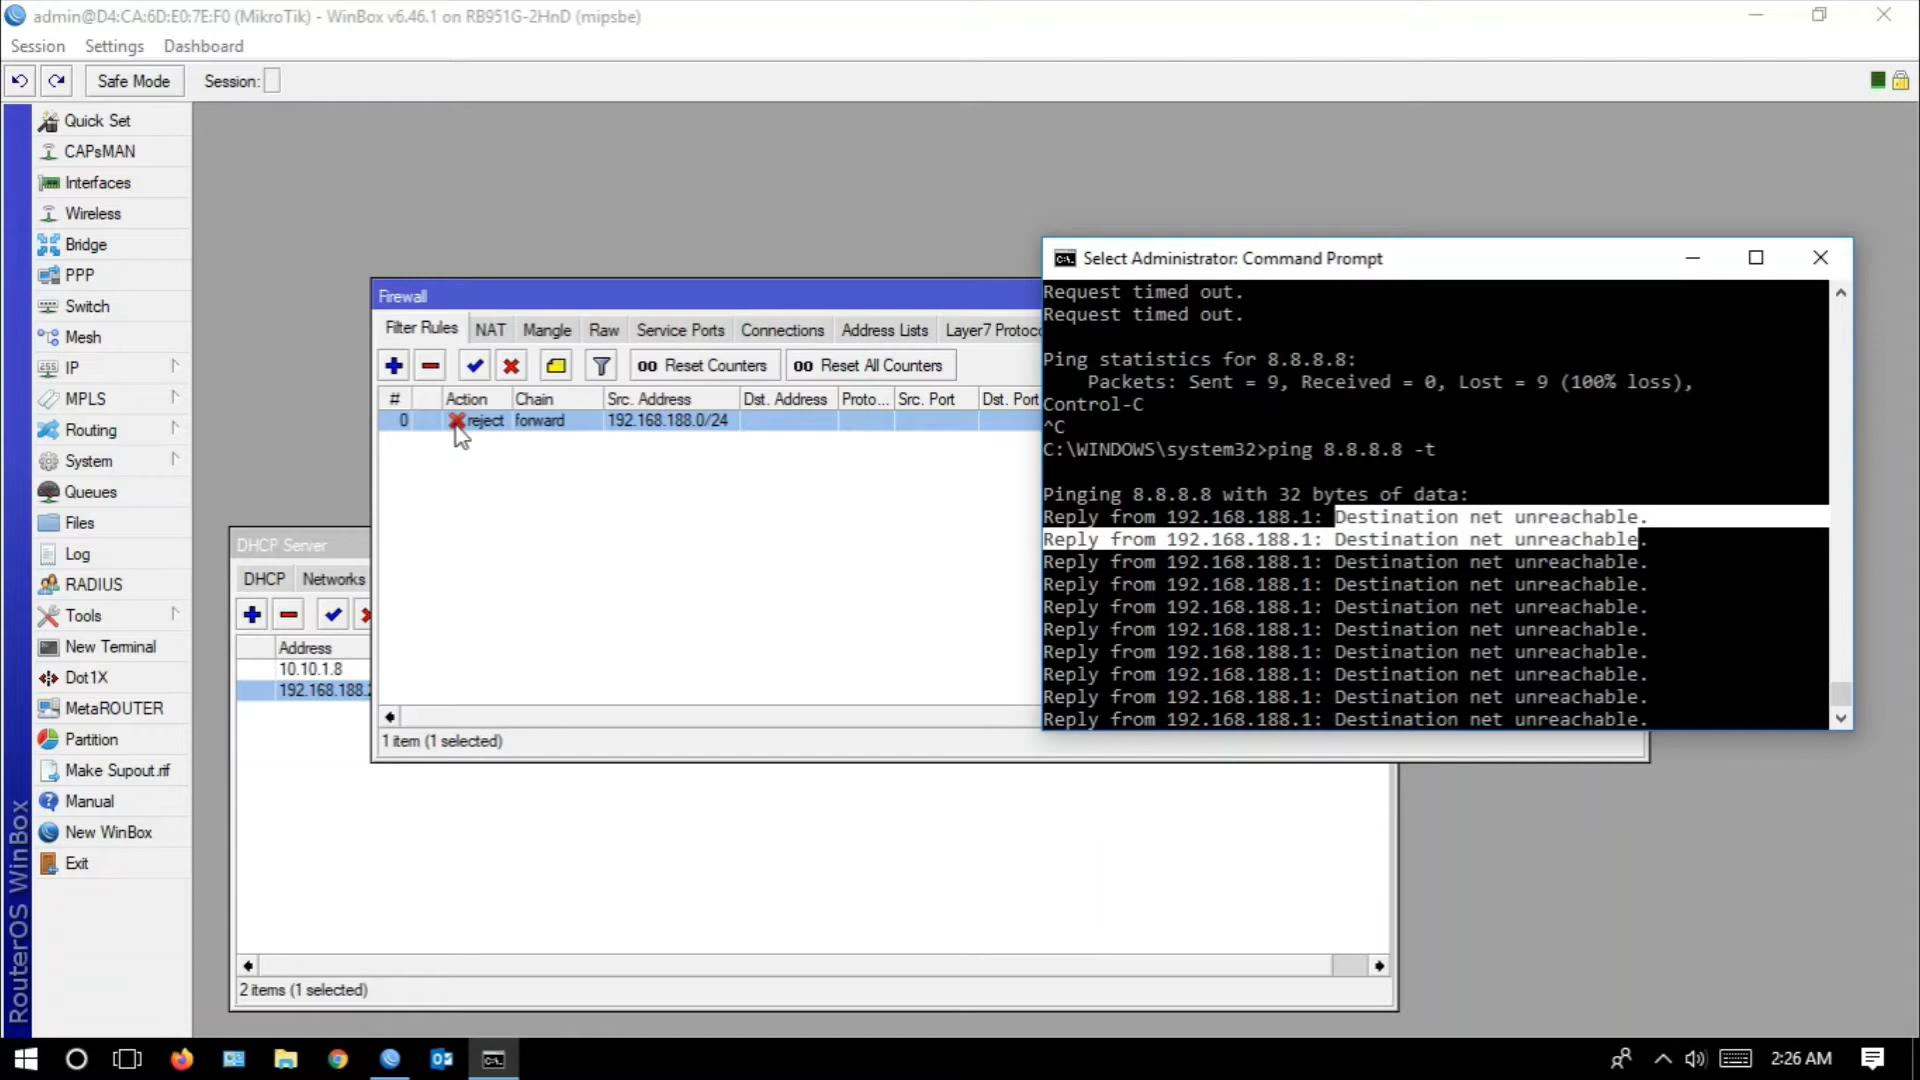 admin@D4:CA:6D:E0:7E:F0 (MikroTik) - WinBox v6.46.1 on RB951G-2HnD (mipsbe)
Session Settings Dashboard
Safe Mode Session:
Quick Set
CAPsMAN
Interfaces
Wireless
Bridge
PPP
Switch
Mesh
IP
MPLS
Routing
System
Queues
Files
Log
RADIUS
Tools
New Terminal
Dot1X
MetaROUTER
Partition
Make Supout.rif
Manual
New WinBox
Exit
RouterOS WinBox
Firewall
Filter Rules NAT Mangle Raw Service Ports Connections Address Lists Layer7 Protoco
00 Reset Counters 00 Reset All Counters
# Action Chain Src. Address Dst. Address Proto... Src. Port Dst. Port
0 reject forward 192.168.188.0/24
1 item (1 selected)
DHCP Server
DHCP Networks
Address
10.10.1.8
192.168.188.2
2 items (1 selected)
Select Administrator: Command Prompt
Request timed out.
Request timed out.
Ping statistics for 8.8.8.8:
Packets: Sent = 9, Received = 0, Lost = 9 (100% loss),
Control-C
^C
C:\WINDOWS\system32>ping 8.8.8.8 -t
Pinging 8.8.8.8 with 32 bytes of data:
Reply from 192.168.188.1: Destination net unreachable.
Reply from 192.168.188.1: Destination net unreachable.
Reply from 192.168.188.1: Destination net unreachable.
Reply from 192.168.188.1: Destination net unreachable.
Reply from 192.168.188.1: Destination net unreachable.
Reply from 192.168.188.1: Destination net unreachable.
Reply from 192.168.188.1: Destination net unreachable.
Reply from 192.168.188.1: Destination net unreachable.
Reply from 192.168.188.1: Destination net unreachable.
Reply from 192.168.188.1: Destination net unreachable.
2:26 AM